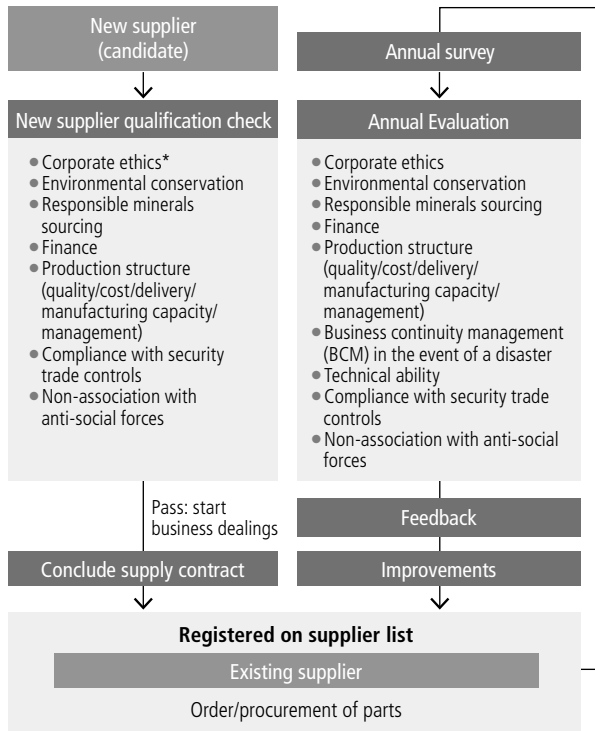 New supplier
(candidate)
New supplier qualification check
● Corporate ethics*
● Environmental conservation
● Responsible minerals
sourcing
● Finance
● Production structure
(quality/cost/delivery/
manufacturing capacity/
management)
● Compliance with security
trade controls
● Non-association with
anti-social forces
Pass: start
business dealings
Conclude supply contract
Annual survey
Annual Evaluation
● Corporate ethics
● Environmental conservation
● Responsible minerals sourcing
● Finance
● Production structure
(quality/cost/delivery/
manufacturing capacity/
management)
● Business continuity management
(BCM) in the event of a disaster
● Technical ability
● Compliance with security trade
controls
● Non-association with anti-social
forces
Feedback
Improvements
Registered on supplier list
Existing supplier
Order/procurement of parts